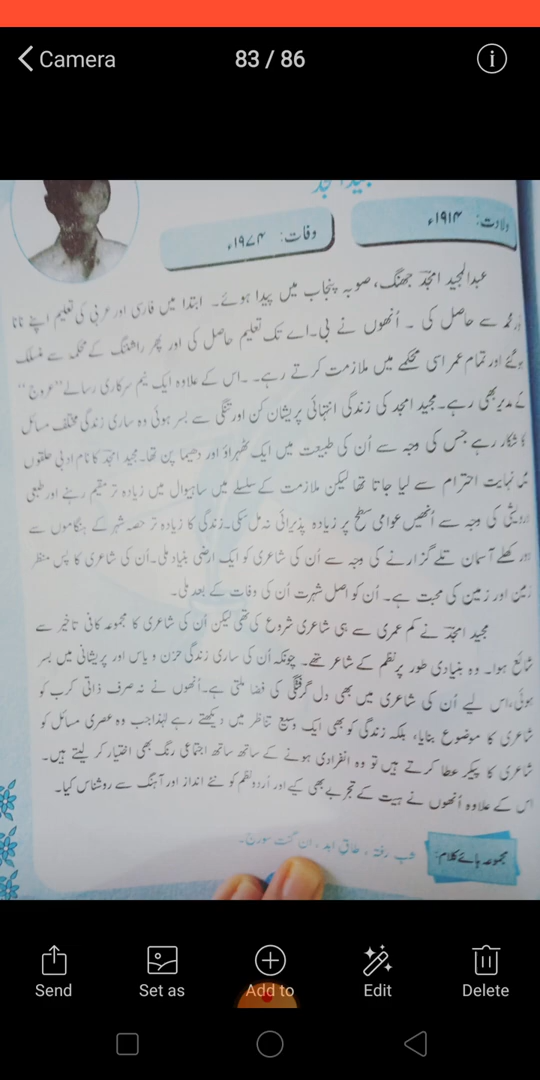 Camera
83 / 86
مجید امجد
ولادت: ۱۹۱۴ء
وفات: ۱۹۷۴ء
عبدالمجید امجدؔ جھنگ، صوبہ پنجاب میں پیدا ہوئے۔ ابتدا میں فارسی اور عربی کی تعلیم اپنے نانا
سے حاصل کی ۔ اُنھوں نے بی۔اے تک تعلیم حاصل کی اور پھر راشننگ کے محکمہ سے منسلک
ہوگئے اور تمام عمر اسی محکمے میں ملازمت کرتے رہے۔ ۔اس کے علاوہ ایک نیم سرکاری رسالے ”عروج“
کے مدیر بھی رہے۔مجید امجد کی زندگی انتہائی پریشان کن اور تنگی سے بسر ہوئی وہ ساری زندگی مختلف مسائل
کا شکار رہے جس کی وجہ سے اُن کی طبیعت میں ایک ٹھہراؤ اور دھیما پن تھا۔مجید امجدؔ کا نام ادبی حلقوں
میں نہایت احترام سے لیا جاتا تھا لیکن ملازمت کے سلسلے میں ساہیوال میں زیادہ تر مقیم رہنے اور طبعی
درویشی کی وجہ سے اُنھیں عوامی سطح پر زیادہ پذیرائی نہ مل سکی۔زندگی کا زیادہ تر حصہ شہر کے ہنگاموں سے
دور کھلے آسمان تلے گزارنے کی وجہ سے اُن کی شاعری کو ایک ارضی بنیاد ملی۔اُن کی شاعری کا پس منظر
زمین اور زمین کی محبت ہے۔ اُن کو اصل شہرت اُن کی وفات کے بعد ملی۔
مجید امجدؔ نے کم عمری سے ہی شاعری شروع کی تھی لیکن اُن کی شاعری کا مجموعہ کافی تاخیر سے
شائع ہوا۔ وہ بنیادی طور پر نظم کے شاعر تھے۔ چونکہ اُن کی ساری زندگی حزن و یاس اور پریشانی میں بسر
ہوئی،اس لیے اُن کی شاعری میں بھی دل گرفتگی کی فضا ملتی ہے۔اُنھوں نے نہ صرف ذاتی کرب کو
شاعری کا موضوع بنایا، بلکہ زندگی کو بھی ایک وسیع تناظر میں دیکھتے رہے لہٰذا جب وہ عصری مسائل کو
شاعری کا پیکر عطا کرتے ہیں تو وہ انفرادی ہونے کے ساتھ ساتھ اجتماعی رنگ بھی اختیار کر لیتے ہیں۔
اس کے علاوہ اُنھوں نے ہیت کے تجربے بھی کیے اور اُردو نظم کو نئے انداز اور آہنگ سے روشناس کیا۔
مجموعہ ہائے کلام: شب رفتہ ، طاق ابد ، ان گنت سورج۔
Send
Set as
Add to
Edit
Delete